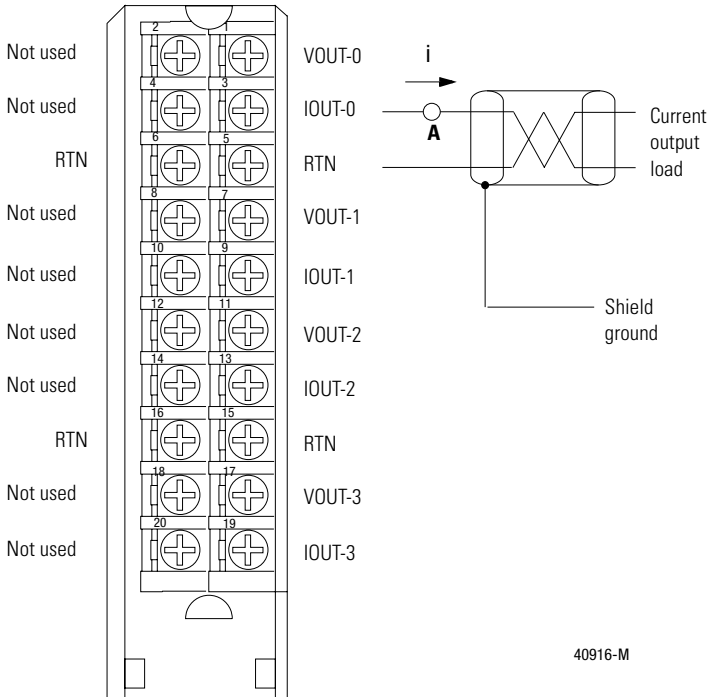 2 1
Not used VOUT-0 i
4 3
Not used IOUT-0 A Current
output
load
6 5
RTN RTN
8 7
Not used VOUT-1
10 9
Not used IOUT-1
12 11
Not used VOUT-2 Shield
ground
14 13
Not used IOUT-2
16 15
RTN RTN
18 17
Not used VOUT-3
20 19
Not used IOUT-3
40916-M